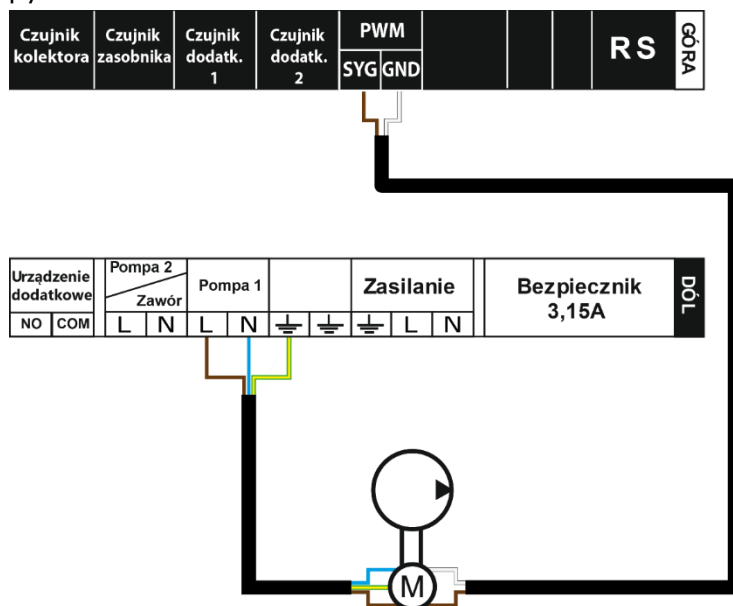 Czujnik
kolektora
Czujnik
zasobnika
Czujnik
dodatk.
1
Czujnik
dodatk.
2
PWM
SYG GND
RS
GÓRA
Urządzenie
dodatkowe
NO COM
Pompa 2
Zawór
L N
Pompa 1
L N
Zasilanie
L N
Bezpiecznik
3,15A
DÓL
M